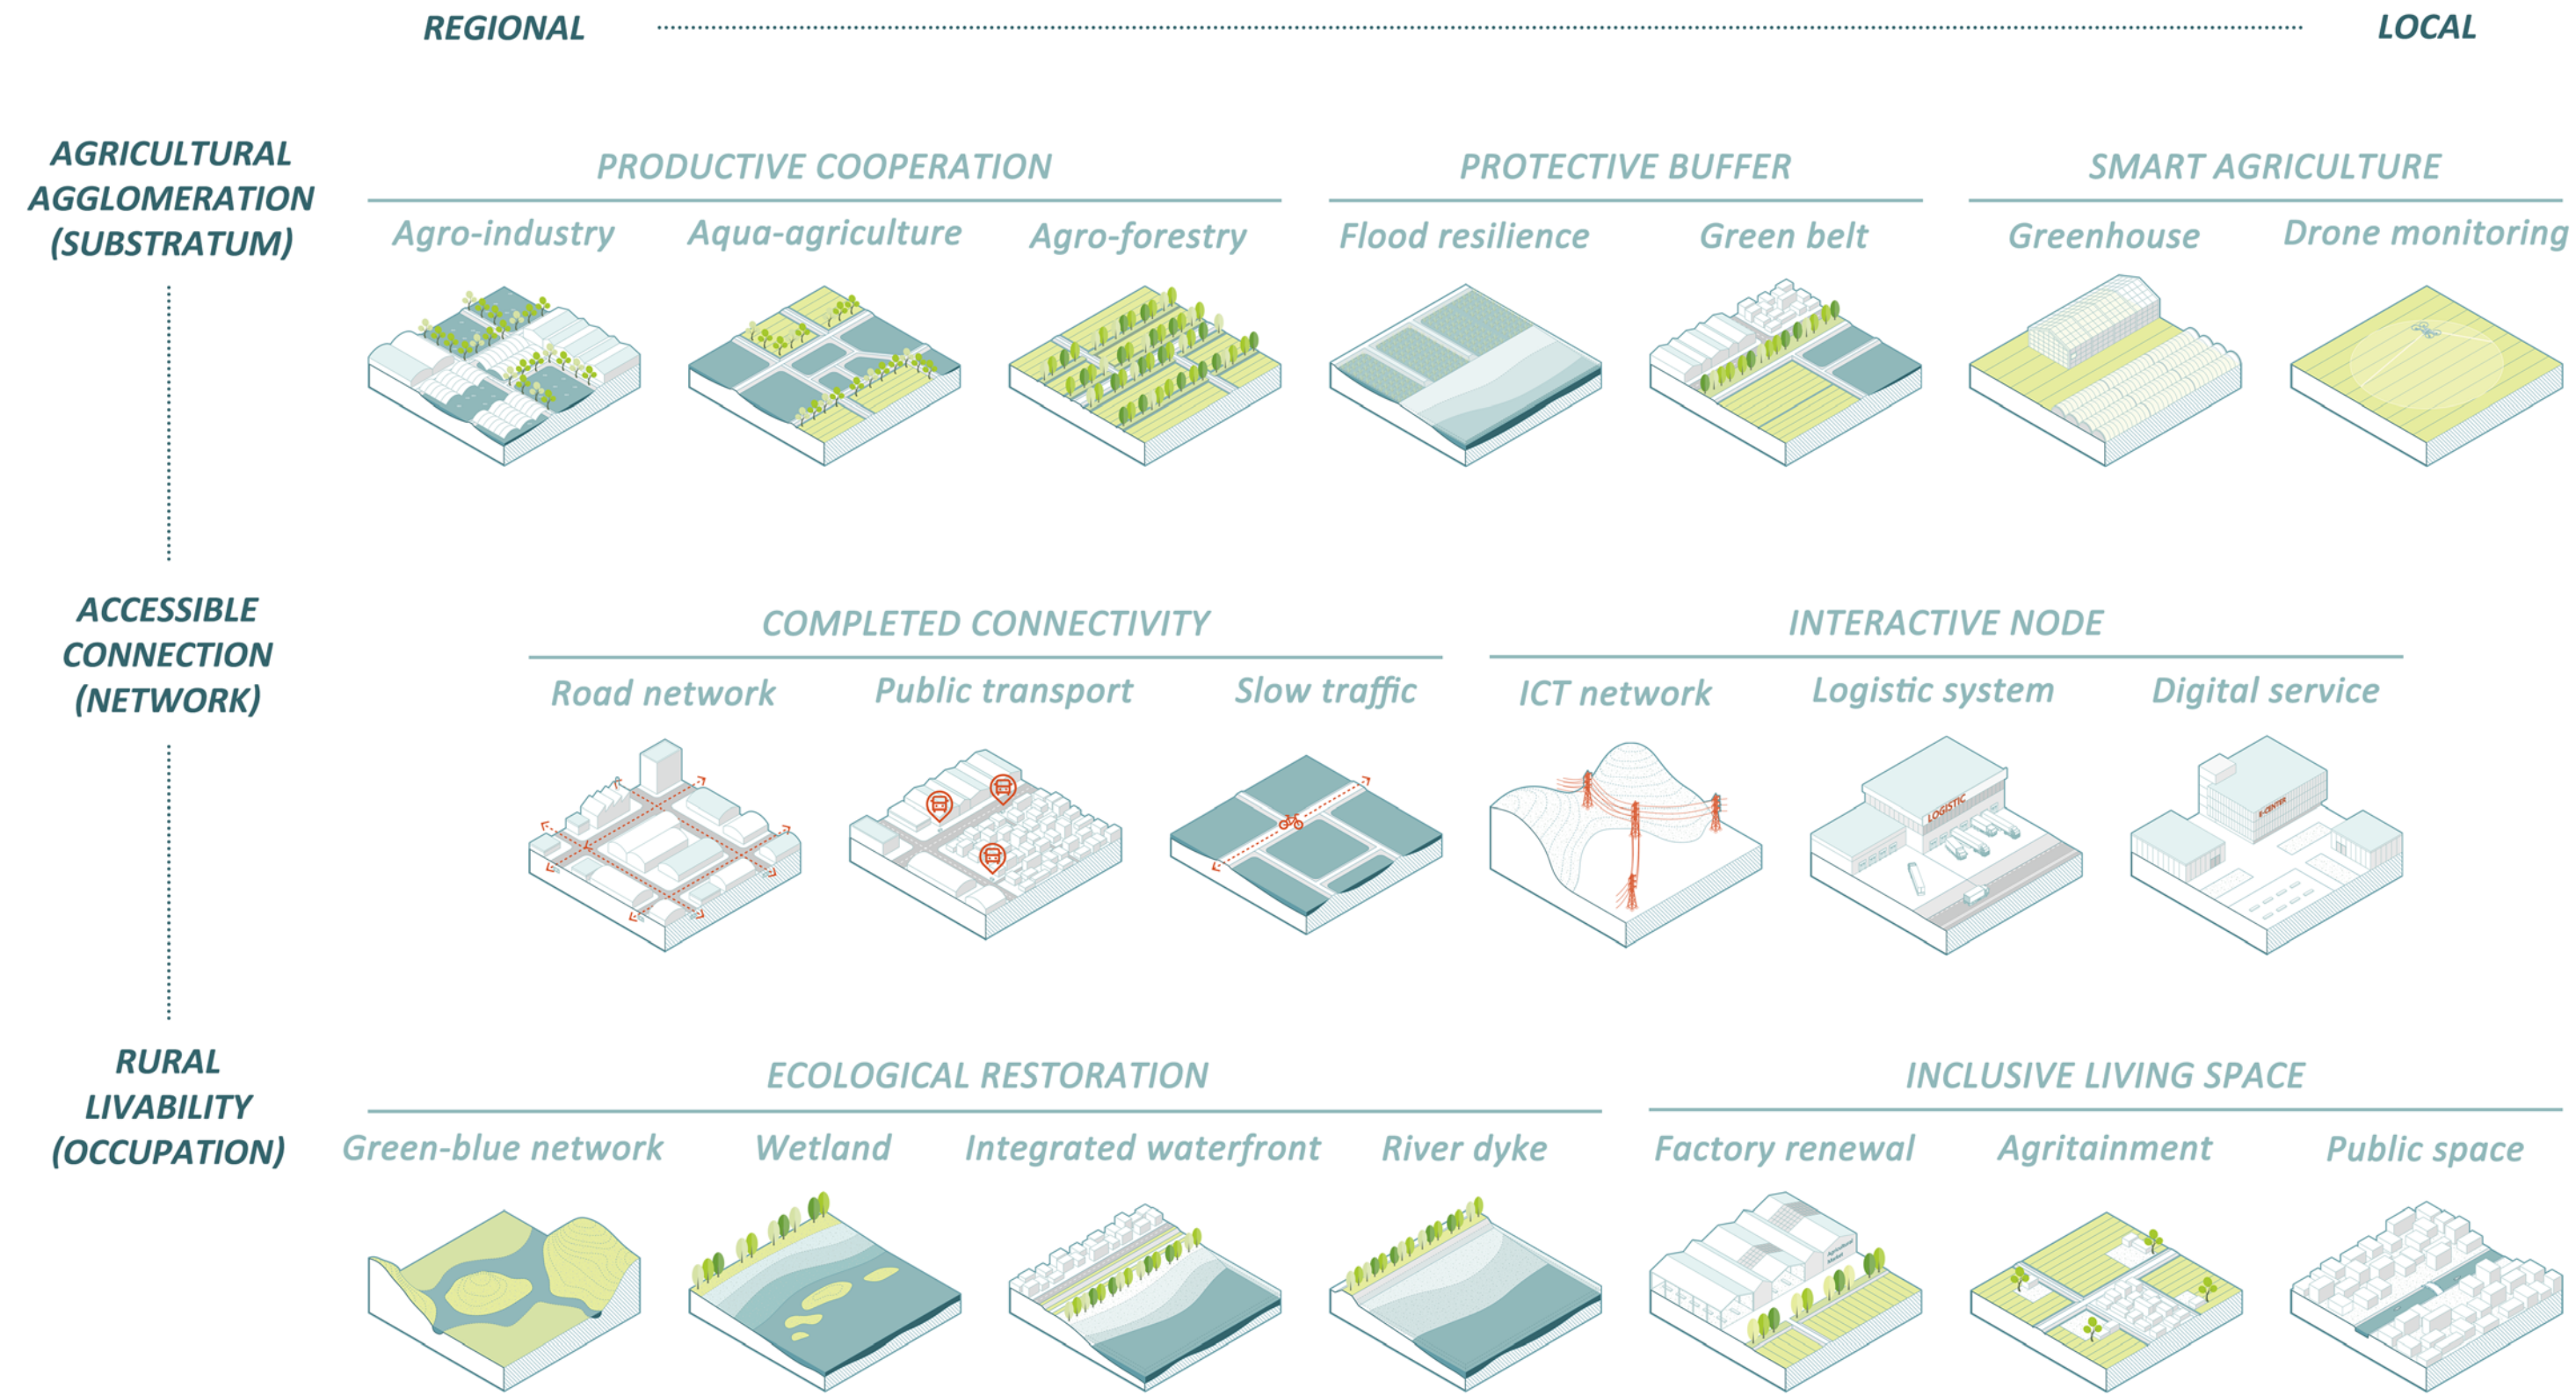 REGIONAL
LOCAL
AGRICULTURAL
AGGLOMERATION
(SUBSTRATUM)
PRODUCTIVE COOPERATION
PROTECTIVE BUFFER
SMART AGRICULTURE
Agro-industry
Aqua-agriculture
Agro-forestry
Flood resilience
Green belt
Greenhouse
Drone monitoring
ACCESSIBLE
CONNECTION
(NETWORK)
COMPLETED CONNECTIVITY
INTERACTIVE NODE
Road network
Public transport
Slow traffic
ICT network
Logistic system
Digital service
LOGISTIC
E-CENTER
RURAL
LIVABILITY
(OCCUPATION)
ECOLOGICAL RESTORATION
INCLUSIVE LIVING SPACE
Green-blue network
Wetland
Integrated waterfront
River dyke
Factory renewal
Agritainment
Public space
Agricultural
Market